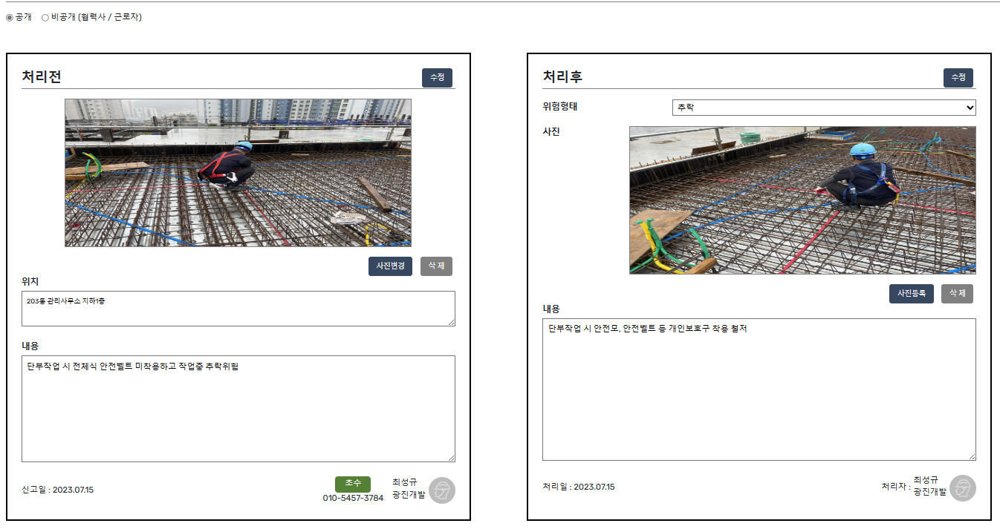 공개 비공개 (협력사 / 근로자)
처리전
수정
사진변경
삭 제
위치
203동 관리사무소 지하1층
내용
단부작업 시 전체식 안전벨트 미착용하고 작업중 추락위험
신고일 : 2023.07.15
초수
010-5457-3784
최성규
광진개발
처리후
수정
위험형태
추락
사진
사진등록
삭 제
내용
단부작업 시 안전모, 안전벨트 등 개인보호구 착용 철저
처리일 : 2023.07.15
처리자 :
최성규
광진개발